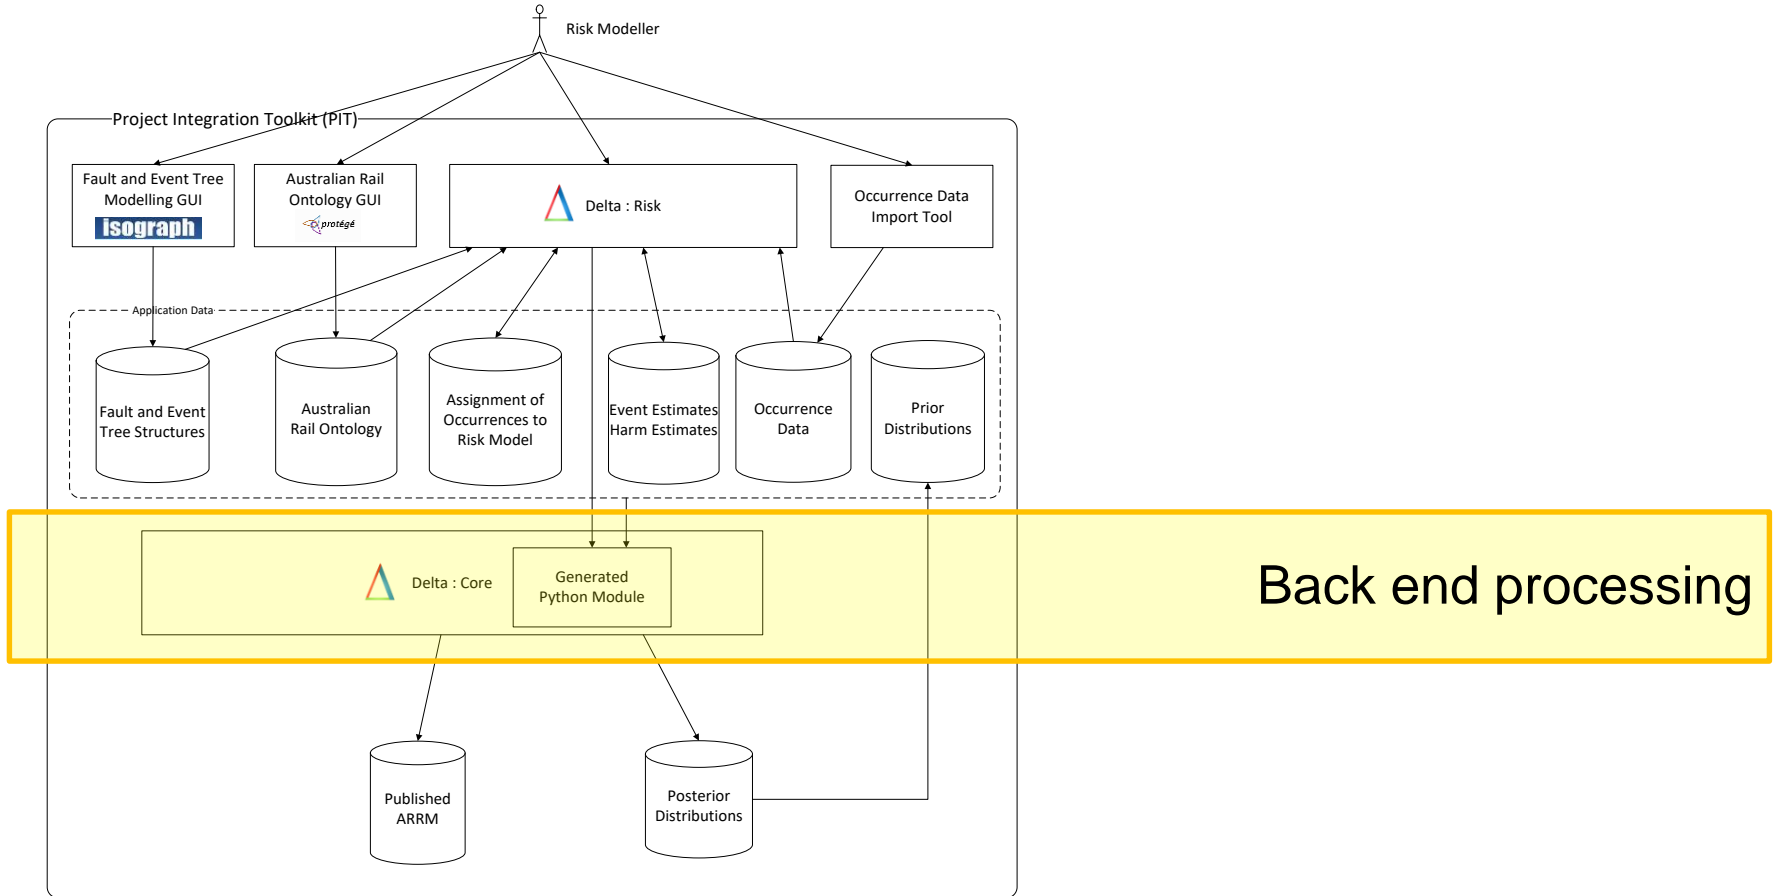 Risk Modeller
Project Integration Toolkit (PIT)
Fault and Event Tree
Modelling GUI
isograph
Australian Rail
Ontology GUI
protégé
Delta : Risk
Occurrence Data
Import Tool
Application Data
Fault and Event
Tree Structures
Australian
Rail Ontology
Assignment of
Occurrences to
Risk Model
Event Estimates
Harm Estimates
Occurrence
Data
Prior
Distributions
Delta : Core
Generated
Python Module
Back end processing
Published
ARRM
Posterior
Distributions